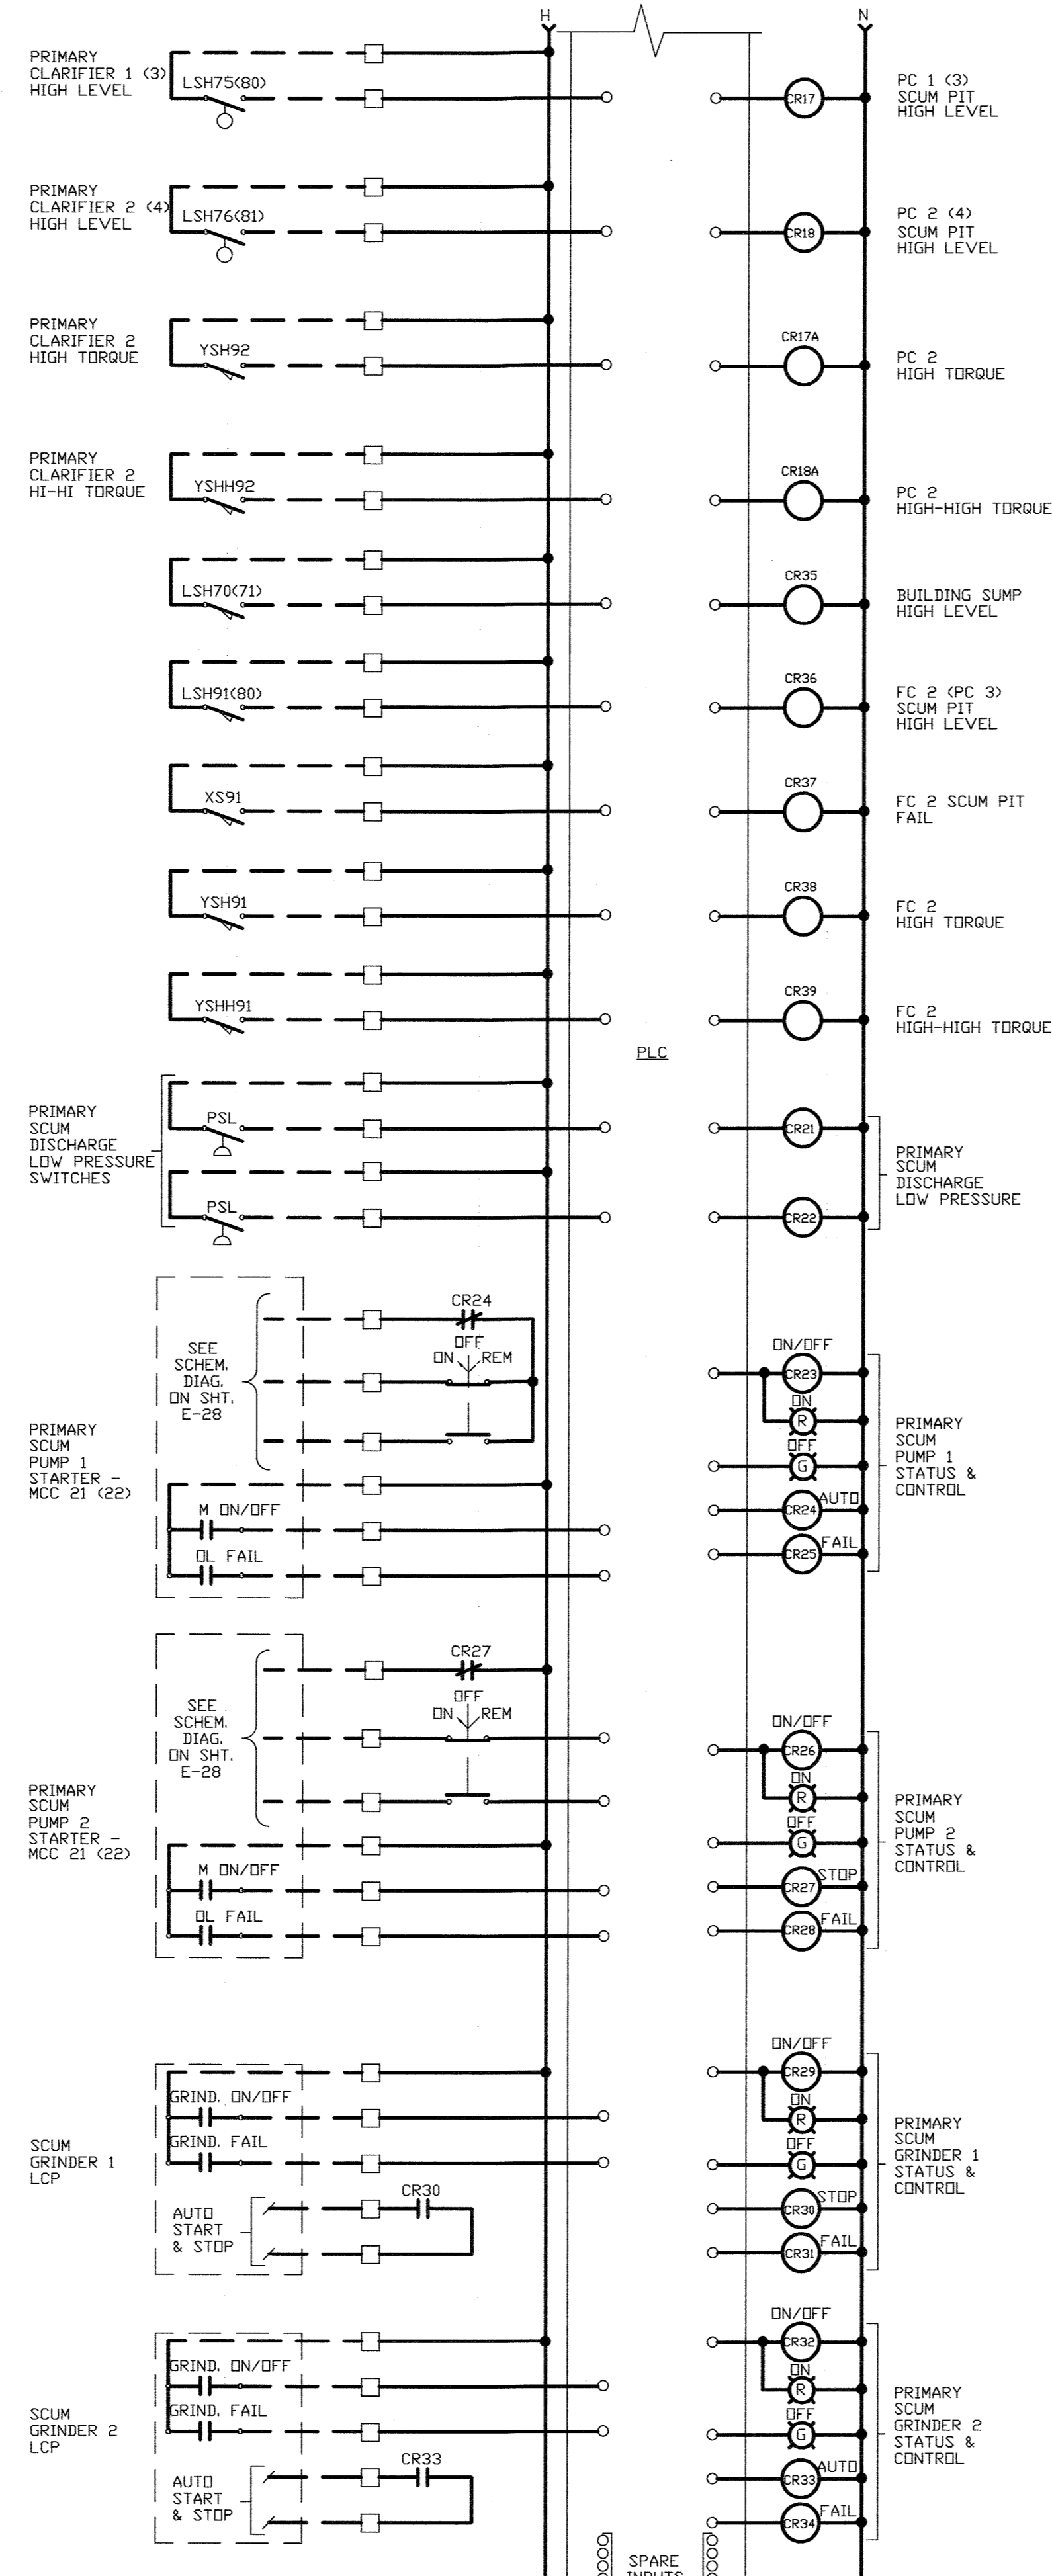 H
N
PRIMARY
CLARIFIER 1 (3)
HIGH LEVEL
LSH75(80)
CR17
PC 1 (3)
SCUM PIT
HIGH LEVEL
PRIMARY
CLARIFIER 2 (4)
HIGH LEVEL
LSH76(81)
CR18
PC 2 (4)
SCUM PIT
HIGH LEVEL
PRIMARY
CLARIFIER 2
HIGH TORQUE
YSH92
CR17A
PC 2
HIGH TORQUE
PRIMARY
CLARIFIER 2
HI-HI TORQUE
YSHH92
CR18A
PC 2
HIGH-HIGH TORQUE
LSH70(71)
CR35
BUILDING SUMP
HIGH LEVEL
LSH91(80)
CR36
FC 2 (PC 3)
SCUM PIT
HIGH LEVEL
XS91
CR37
FC 2 SCUM PIT
FAIL
YSH91
CR38
FC 2
HIGH TORQUE
YSHH91
CR39
FC 2
HIGH-HIGH TORQUE
PLC
PRIMARY
SCUM
DISCHARGE
LOW PRESSURE
SWITCHES
PSL
PSL
CR21
CR22
PRIMARY
SCUM
DISCHARGE
LOW PRESSURE
PRIMARY
SCUM
PUMP 1
STARTER -
MCC 21 (22)
SEE
SCHEM.
DIAG.
ON SHT.
E-28
CR24
OFF
ON
REM
M ON/OFF
OL FAIL
ON/OFF
CR23
ON
R
OFF
G
CR24
AUTO
CR25
FAIL
PRIMARY
SCUM
PUMP 1
STATUS &
CONTROL
PRIMARY
SCUM
PUMP 2
STARTER -
MCC 21 (22)
SEE
SCHEM.
DIAG.
ON SHT.
E-28
CR27
OFF
ON
REM
M ON/OFF
OL FAIL
ON/OFF
CR26
ON
R
OFF
G
CR27
STOP
CR28
FAIL
PRIMARY
SCUM
PUMP 2
STATUS &
CONTROL
SCUM
GRINDER 1
LCP
GRIND. ON/OFF
GRIND. FAIL
AUTO
START
& STOP
CR30
ON/OFF
CR29
ON
R
OFF
G
CR30
STOP
CR31
FAIL
PRIMARY
SCUM
GRINDER 1
STATUS &
CONTROL
SCUM
GRINDER 2
LCP
GRIND. ON/OFF
GRIND. FAIL
AUTO
START
& STOP
CR33
ON/OFF
CR32
ON
R
OFF
G
CR33
AUTO
CR34
FAIL
PRIMARY
SCUM
GRINDER 2
STATUS &
CONTROL
SPARE
INPUTS